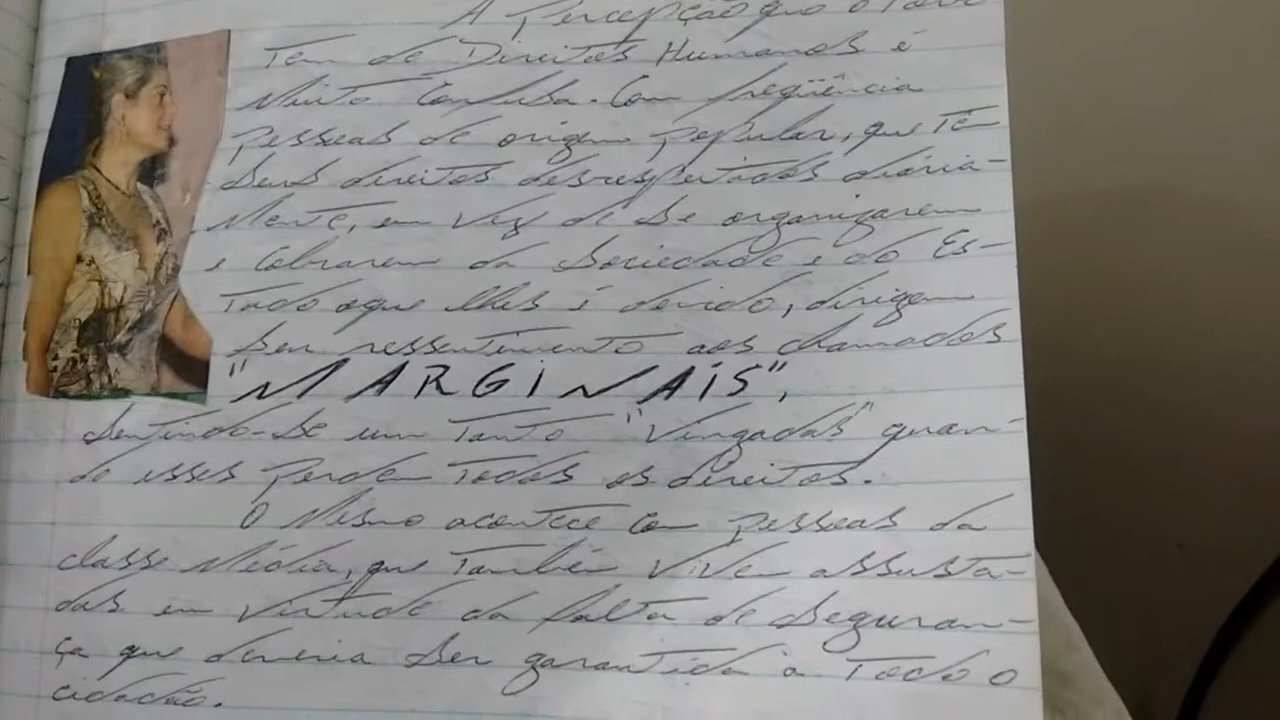 A Percepção que o Povo
Tem de Direitos Humanos é
Muito Confusa. Com freqüência
pessoas de origem popular, que Tê-
Seus direitos desrespeitados diaria-
Mente, em Vez de Se organizarem
e Cobrarem da Sociedade e do Es-
Tado o que lhes é devido, dirigem
Seu ressentimento aos chamados
"MARGINAIS",
Sentindo-Se um Tanto "Vingadas" quan-
do esses Perdem Todos os direitos.
O Mesmo acontece Com pessoas da
classe Média, que Também ViVem assusta-
das em Virtude da falta de Seguran-
ça que deveria Ser garantida a Todo o
cidadão.